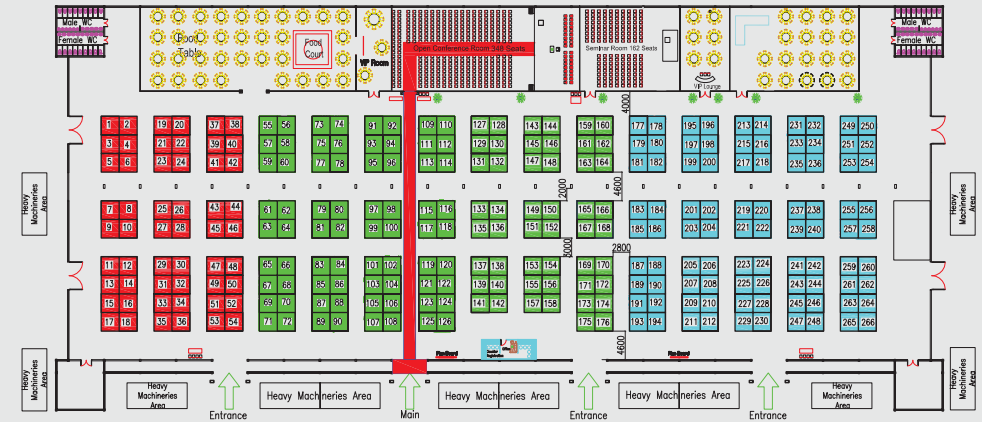 Male WC
Female WC
Food
Table
Food
Court
VIP Room
Open Conference Room 348 Seats
Seminar Room 162 Seats
VIP Lounge
Male WC
Female WC
4000
1 2 19 20 37 38 55 56 73 74 91 92 109 110 127 128 143 144 159 160 177 178 195 196 213 214 231 232 249 250
3 4 21 22 39 40 57 58 75 76 93 94 111 112 129 130 145 146 161 162 179 180 197 198 215 216 233 234 251 252
5 6 23 24 41 42 59 60 77 78 95 96 113 114 131 132 147 148 163 164 181 182 199 200 217 218 235 236 253 254
2000
4600
Heavy
Machineries
Area
Heavy
Machineries
Area
7 8 25 26 43 44 61 62 79 80 97 98 115 116 133 134 149 150 165 166 183 184 201 202 219 220 237 238 255 256
9 10 27 28 45 46 63 64 81 82 99 100 117 118 135 136 151 152 167 168 185 186 203 204 221 222 239 240 257 258
3000
2800
11 12 29 30 47 48 65 66 83 84 101 102 119 120 137 138 153 154 169 170 187 188 205 206 223 224 241 242 259 260
13 14 31 32 49 50 67 68 85 86 103 104 121 122 139 140 155 156 171 172 189 190 207 208 225 226 243 244 261 262
15 16 33 34 51 52 69 70 87 88 105 106 123 124 141 142 157 158 173 174 191 192 209 210 227 228 245 246 263 264
17 18 35 36 53 54 71 72 89 90 107 108 125 126 175 176 193 194 211 212 229 230 247 248 265 266
4600
Heavy
Machineries
Area
Heavy
Machineries
Area
Heavy
Machineries
Area
Heavy Machineries Area
Heavy Machineries Area
Heavy Machineries Area
Heavy
Machineries
Area
Entrance
Main
Entrance
Entrance